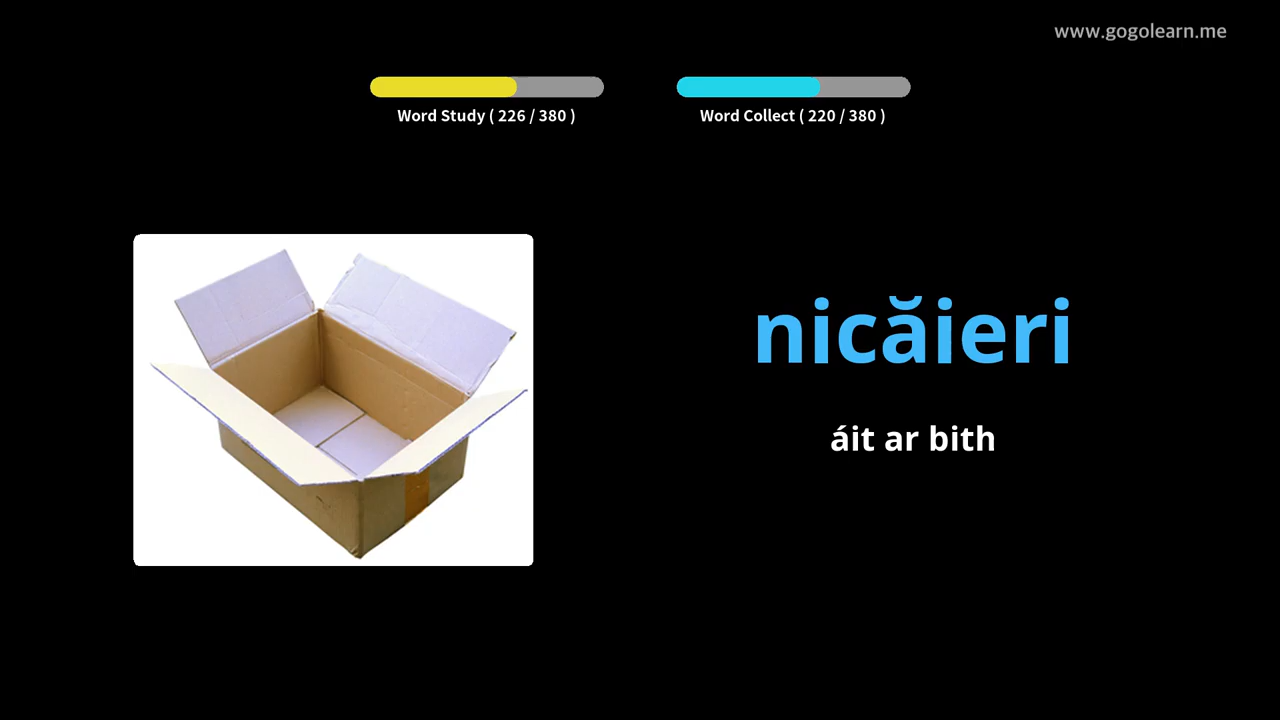 www.gogolearn.me
Word Study ( 226 / 380 )
Word Collect ( 220 / 380 )
nicăieri
áit ar bith